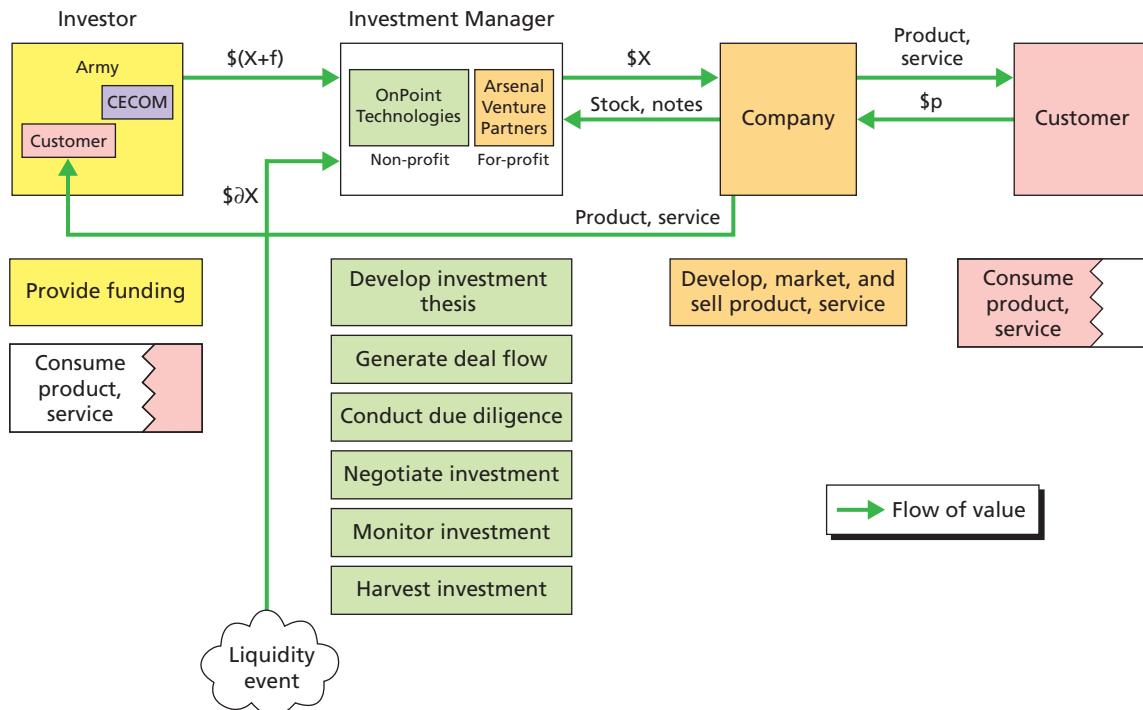 Investor
Investment Manager
Army
CECOM
Customer
$(X+f)
OnPoint
Technologies
Non-profit
Arsenal
Venture
Partners
For-profit
$X
Stock, notes
Company
Product,
service
$p
Customer
$∂X
Product, service
Provide funding
Consume
product,
service
Develop investment
thesis
Generate deal flow
Conduct due diligence
Negotiate investment
Monitor investment
Harvest investment
Develop, market, and
sell product, service
Consume
product,
service
Flow of value
Liquidity
event